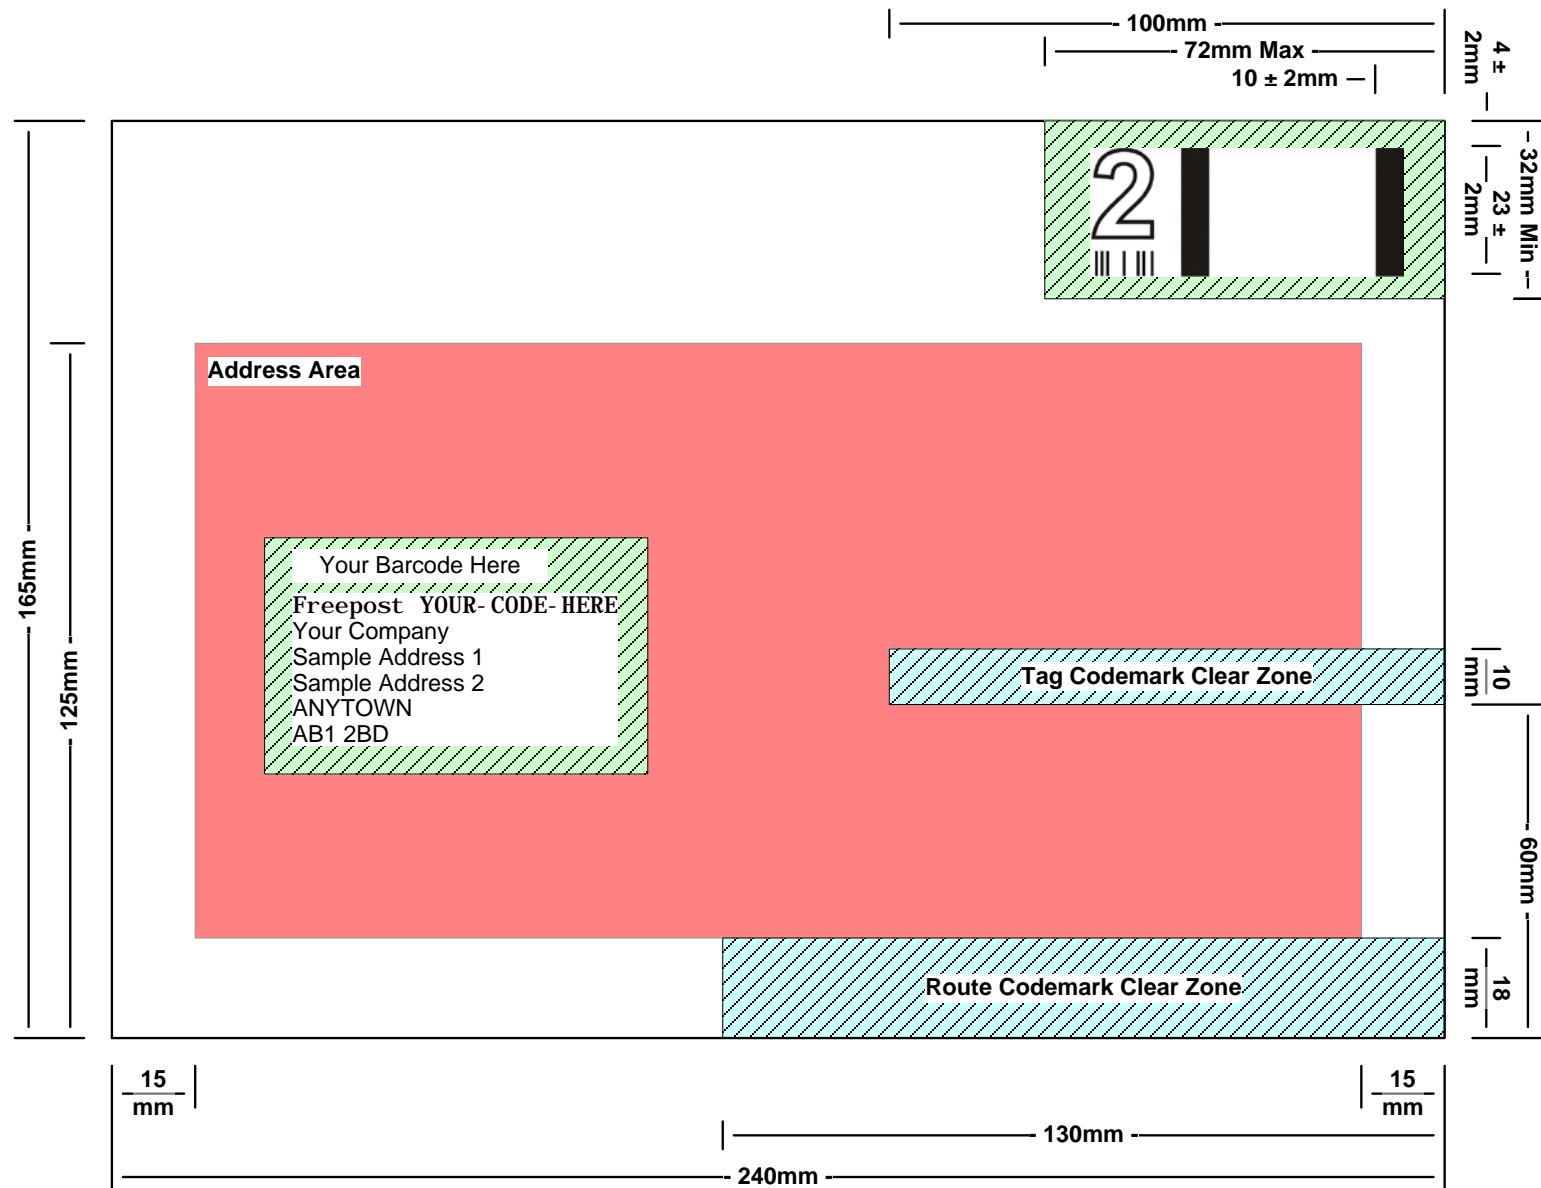 - 100mm -
- 72mm Max -
10 ± 2mm
4 ±
2mm
2
- 32mm Min -
23 ±
2mm
Address Area
- 165mm -
- 125mm -
Your Barcode Here
Freepost YOUR-CODE-HERE
Your Company
Sample Address 1
Sample Address 2
ANYTOWN
AB1 2BD
Tag Codemark Clear Zone
10
mm
- 60mm -
Route Codemark Clear Zone
18
mm
15
mm
15
mm
- 130mm -
- 240mm -